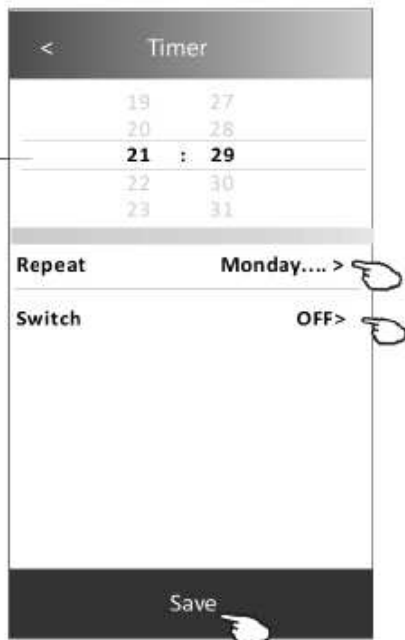 < Timer
19 27
20 28
21 : 29
22 30
23 31
Repeat Monday.... >
Switch OFF>
Save